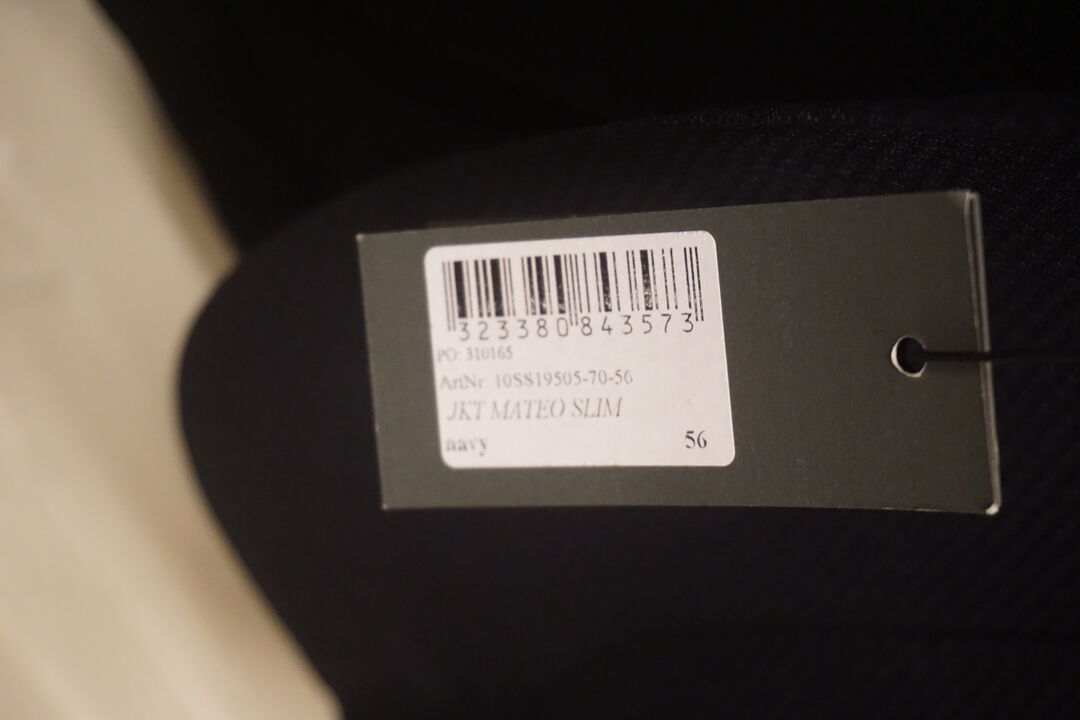 323380843573
PO: 310165
ArtNr: 10SS19505-70-56
JKT MATEO SLIM
navy 56